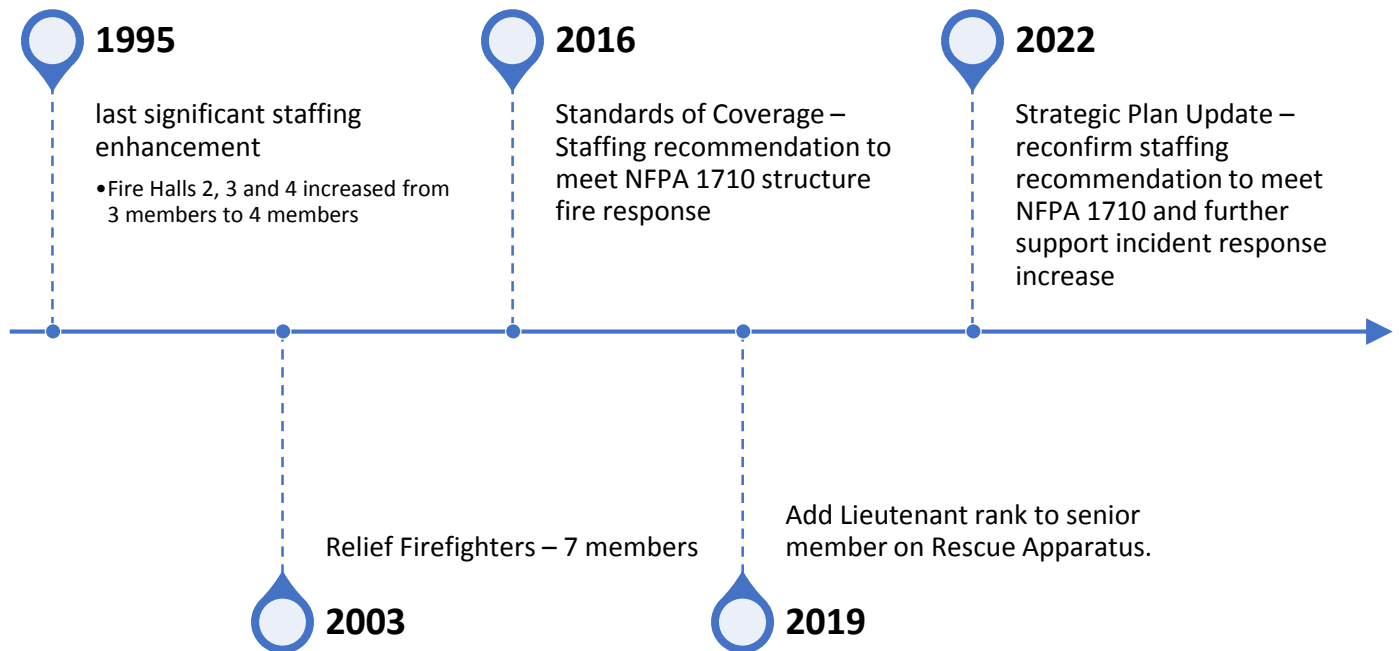 1995
last significant staffing
enhancement
•Fire Halls 2, 3 and 4 increased from
3 members to 4 members
2016
Standards of Coverage –
Staffing recommendation to
meet NFPA 1710 structure
fire response
2022
Strategic Plan Update –
reconfirm staffing
recommendation to meet
NFPA 1710 and further
support incident response
increase
Relief Firefighters – 7 members
2003
Add Lieutenant rank to senior
member on Rescue Apparatus.
2019